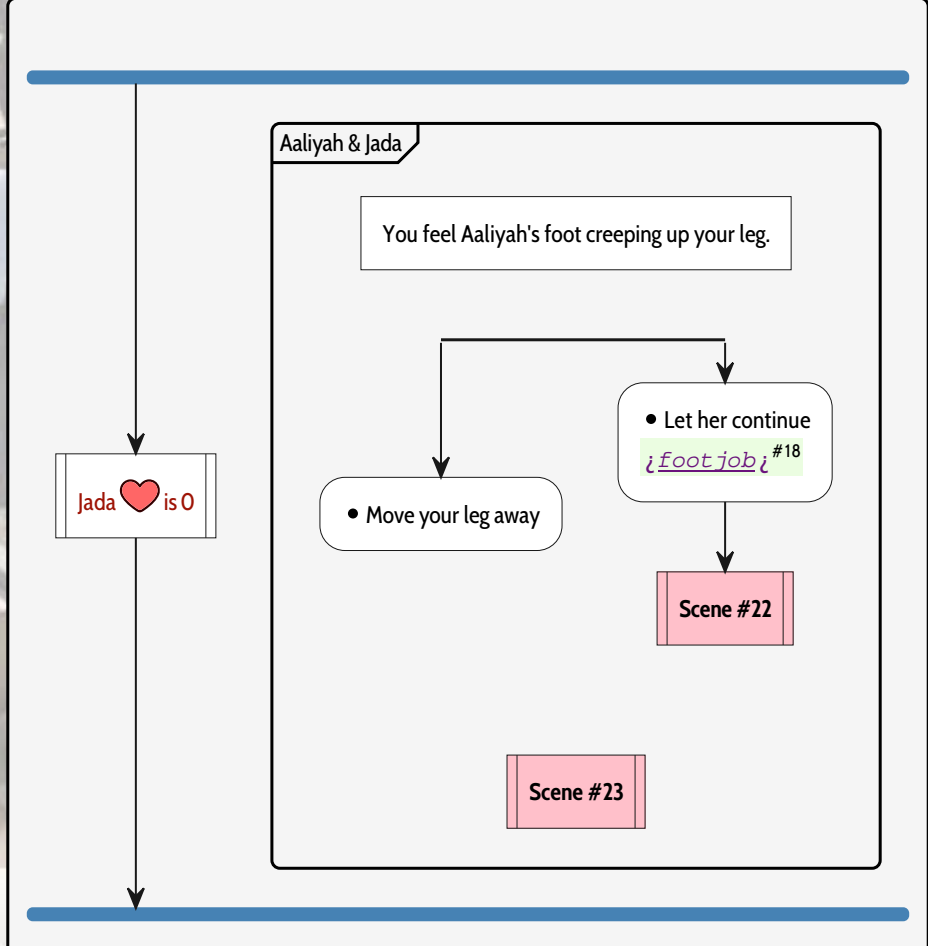 Aaliyah & Jada
You feel Aaliyah's foot creeping up your leg.
• Let her continue
¿footjob¿#18
Jada ❤ is 0
• Move your leg away
Scene #22
Scene #23